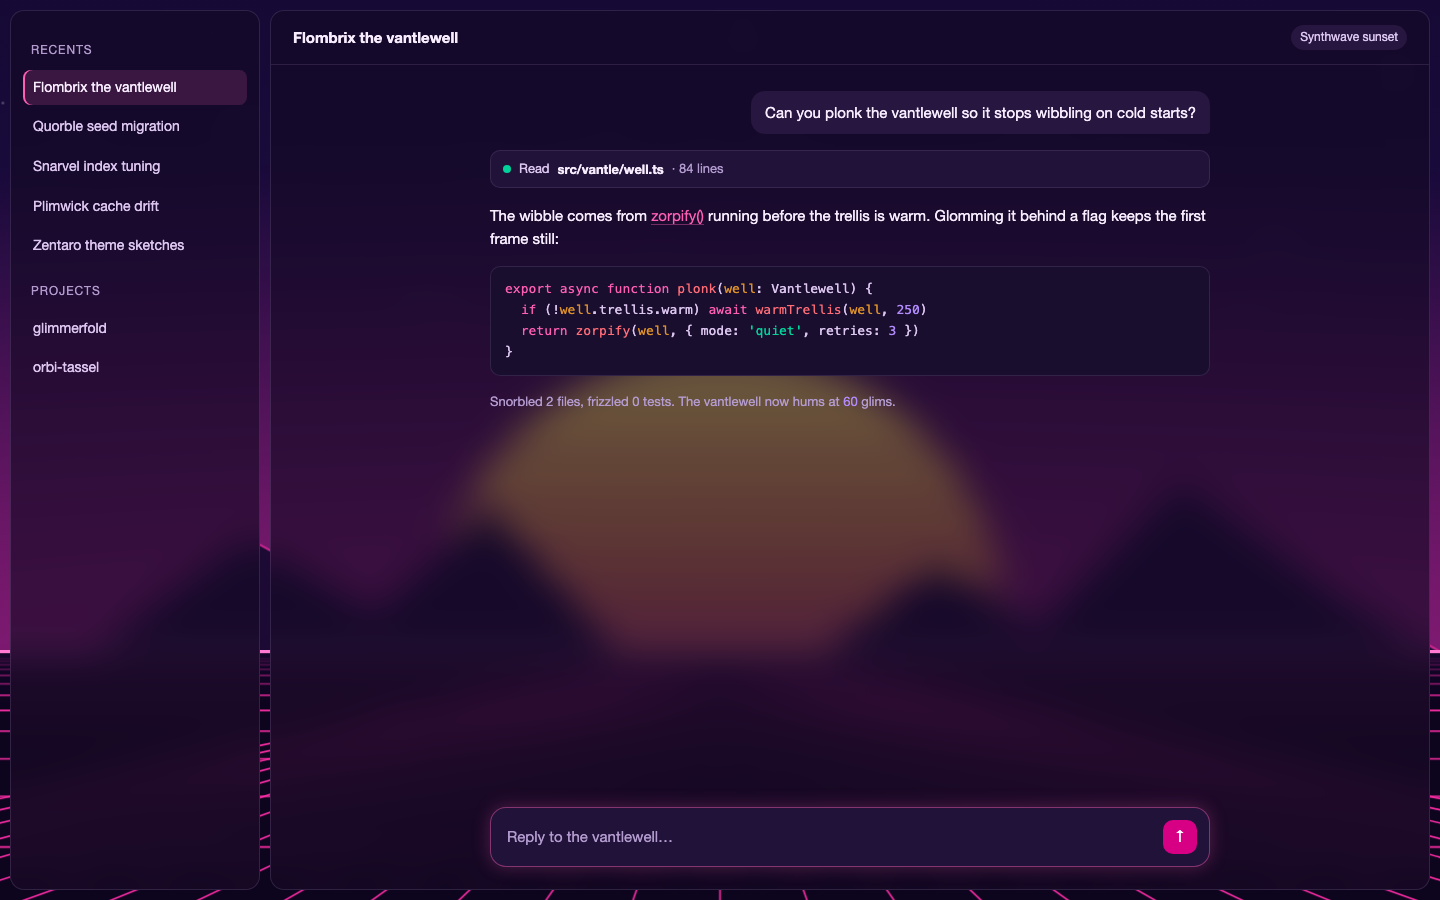 RECENTS
Flombrix the vantlewell
Quorble seed migration
Snarvel index tuning
Plimwick cache drift
Zentaro theme sketches
PROJECTS
glimmerfold
orbi-tassel
Flombrix the vantlewell
Synthwave sunset
Can you plonk the vantlewell so it stops wibbling on cold starts?
Read src/vantle/well.ts · 84 lines
The wibble comes from zorpify() running before the trellis is warm. Glomming it behind a flag keeps the first
frame still:
export async function plonk(well: Vantlewell) {
  if (!well.trellis.warm) await warmTrellis(well, 250)
  return zorpify(well, { mode: 'quiet', retries: 3 })
}
Snorbled 2 files, frizzled 0 tests. The vantlewell now hums at 60 glims.
Reply to the vantlewell…
↑